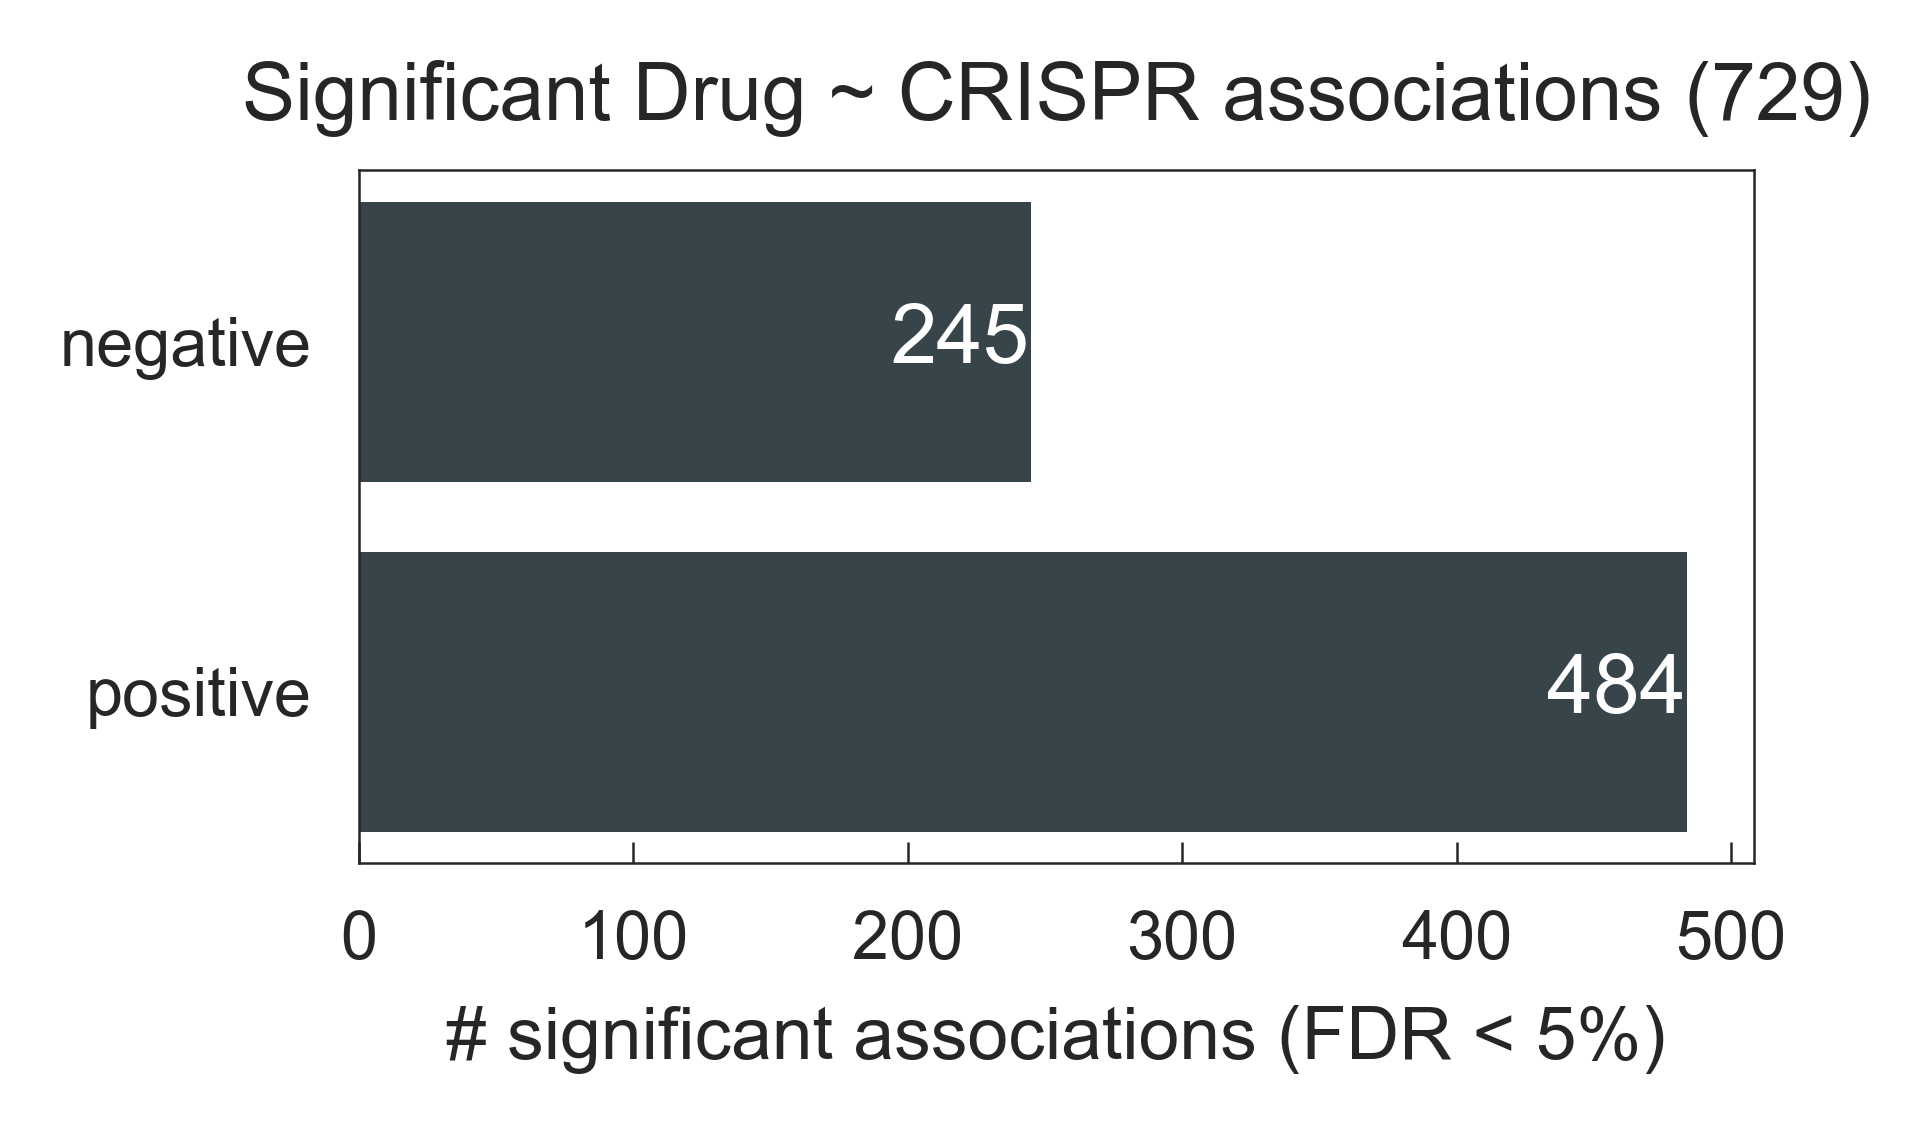 Significant Drug ~ CRISPR associations (729)
negative
245
positive
484
0 100 200 300 400 500
# significant associations (FDR < 5%)